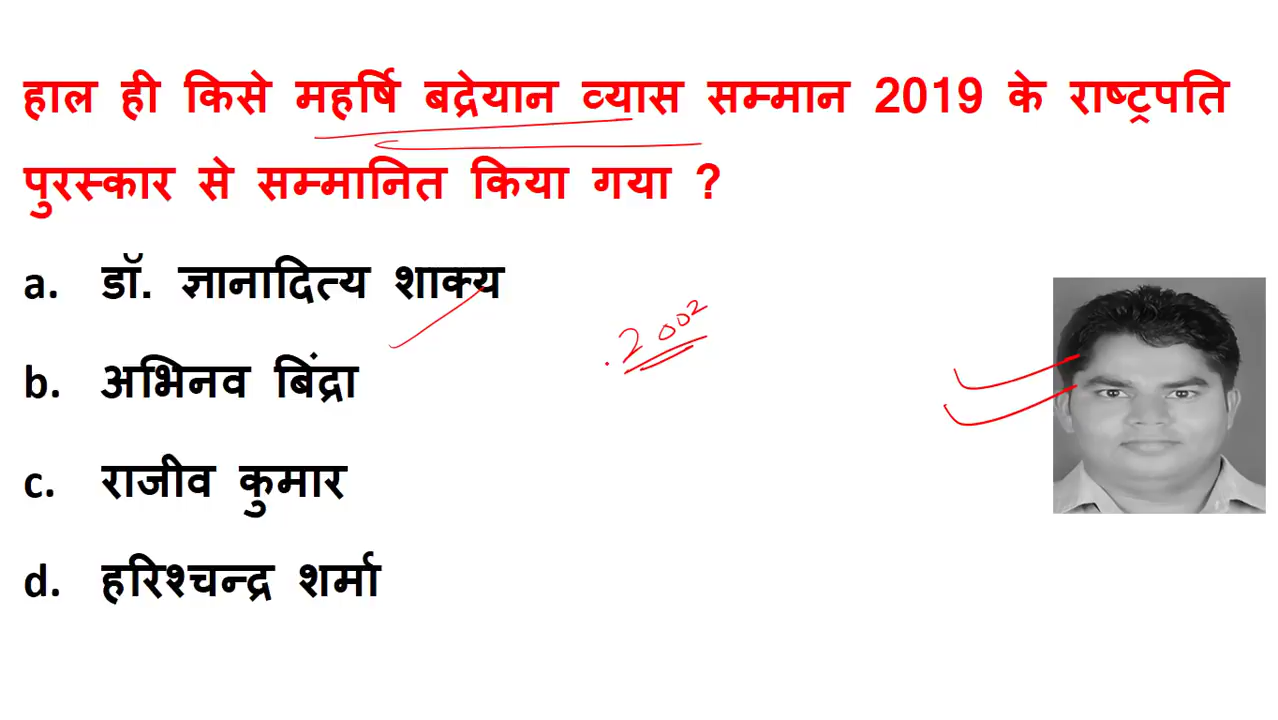 हाल ही किसे महर्षि बद्रेयान व्यास सम्मान 2019 के राष्ट्रपति
पुरस्कार से सम्मानित किया गया ?
a. डॉ. ज्ञानादित्य शाक्य
2002
b. अभिनव बिंद्रा
c. राजीव कुमार
d. हरिश्चन्द्र शर्मा